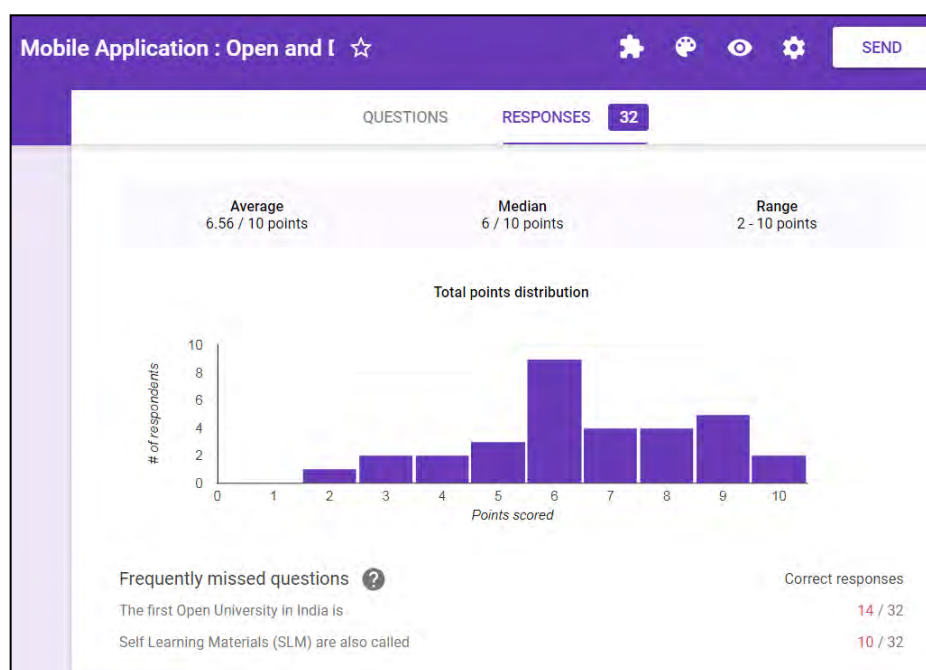 Mobile Application : Open and D
SEND
QUESTIONS RESPONSES 32
Average Median Range
6.56 / 10 points 6 / 10 points 2 - 10 points
Total points distribution
10
8
6
4
2
0
# of respondents
0 1 2 3 4 5 6 7 8 9 10
Points scored
Frequently missed questions ? Correct responses
The first Open University in India is 14 / 32
Self Learning Materials (SLM) are also called 10 / 32